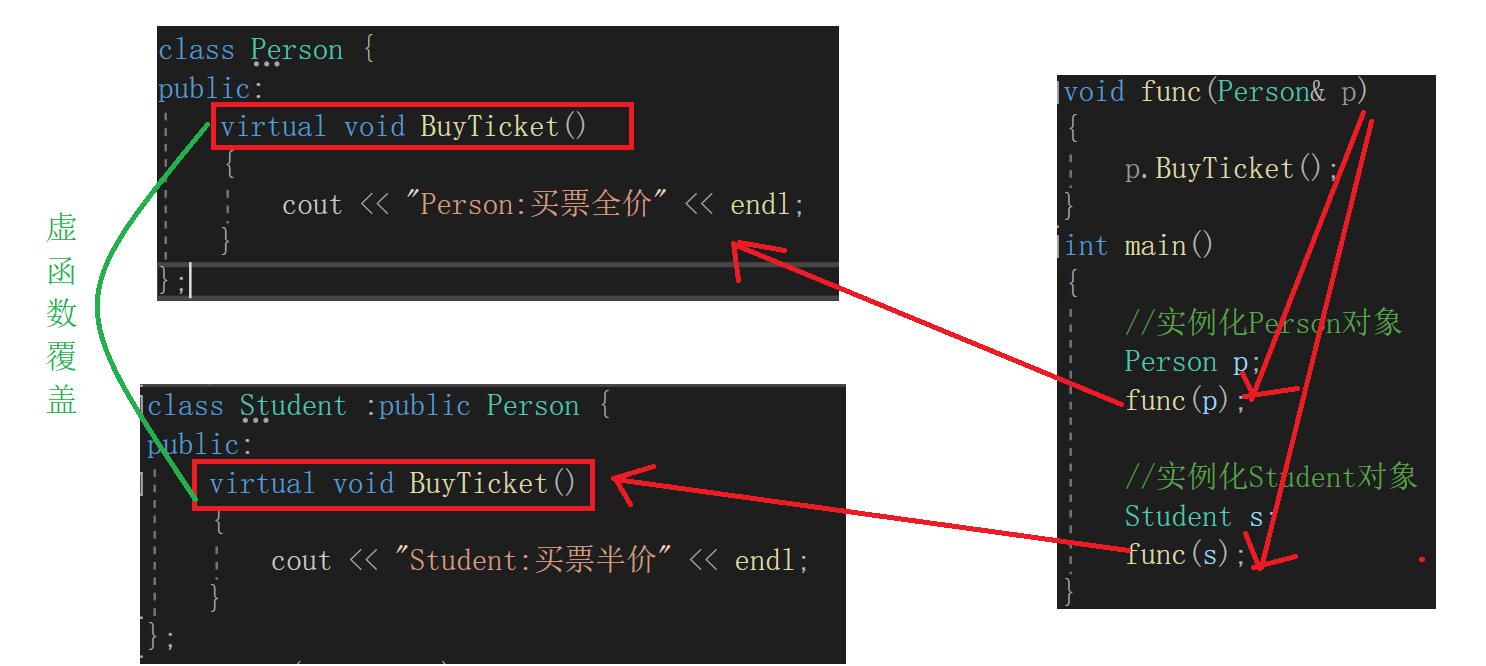 class Person {
public:
virtual void BuyTicket()
{
cout << "Person:买票全价" << endl;
}
};
虚函数覆盖
class Student :public Person {
public:
virtual void BuyTicket()
{
cout << "Student:买票半价" << endl;
}
};
void func(Person& p)
{
p.BuyTicket();
}
int main()
{
//实例化Person对象
Person p;
func(p);
//实例化Student对象
Student s;
func(s);
}